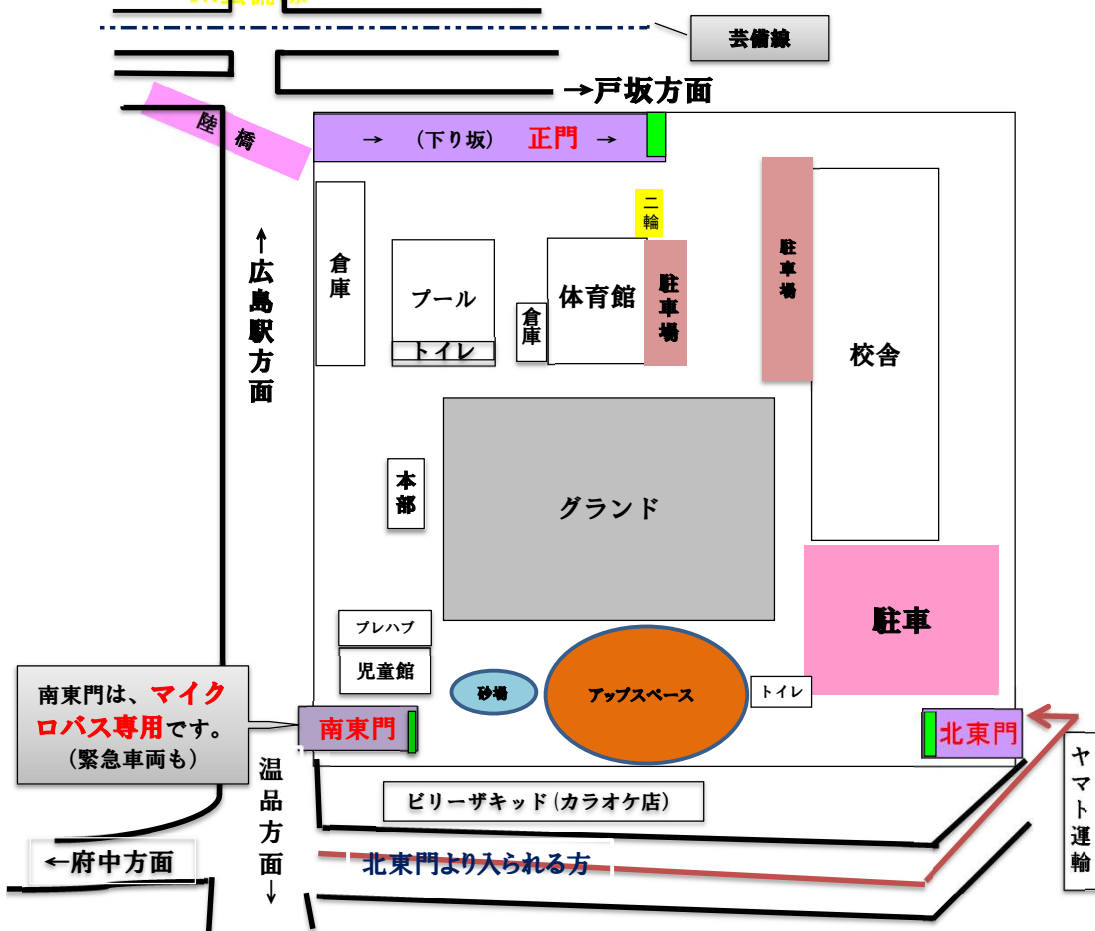 芸備線
→戸坂方面
陸橋
→ (下り坂) 正門 →
二輪
↑広島駅方面
倉庫
プール
トイレ
倉庫
体育館
駐車場
駐車場
校舎
本部
グランド
駐車
プレハブ
児童館
砂場
アップスペース
トイレ
南東門は、マイク
ロバス専用です。
(緊急車両も)
南東門
北東門
温品方面↓
ビリーザキッド(カラオケ店)
ヤマト運輸
←府中方面
北東門より入られる方